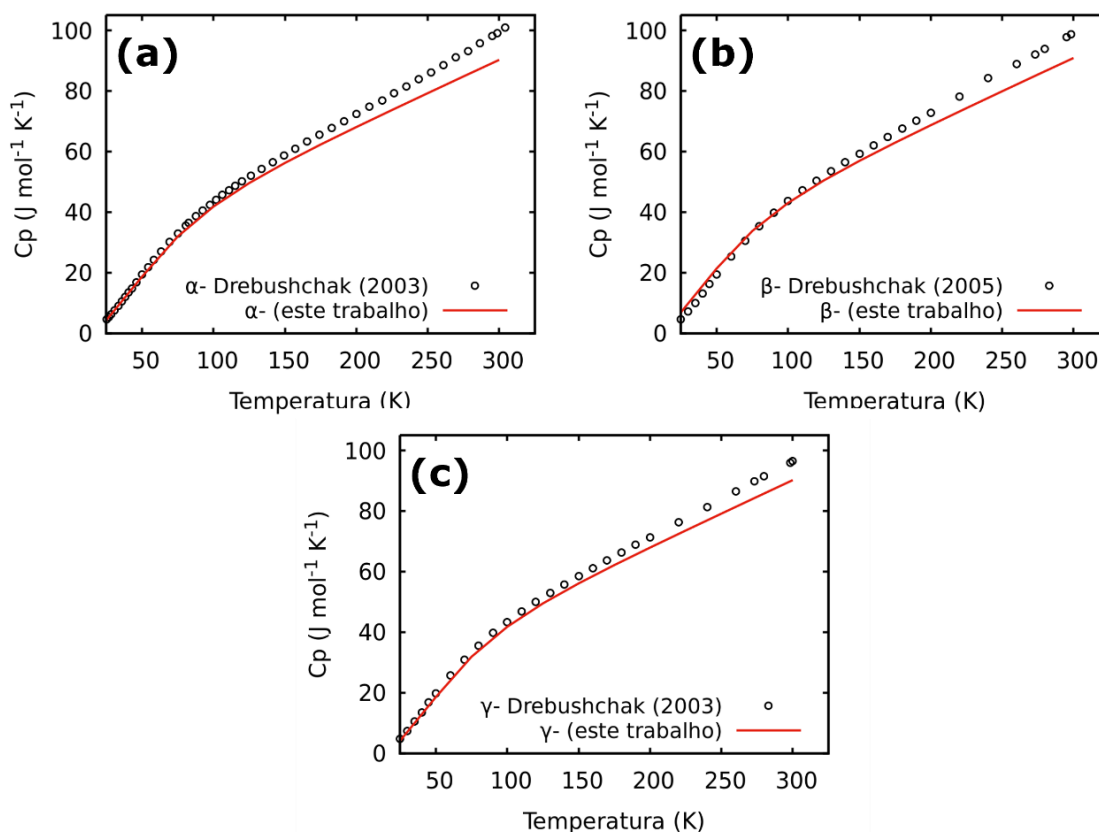 (a)
Cp (J mol⁻¹ K⁻¹)
100
80
60
40
20
0
α- Drebushchak (2003)
α- (este trabalho)
50 100 150 200 250 300
Temperatura (K)
(b)
Cp (J mol⁻¹ K⁻¹)
100
80
60
40
20
0
β- Drebushchak (2005)
β- (este trabalho)
50 100 150 200 250 300
Temperatura (K)
(c)
Cp (J mol⁻¹ K⁻¹)
100
80
60
40
20
0
γ- Drebushchak (2003)
γ- (este trabalho)
50 100 150 200 250 300
Temperatura (K)